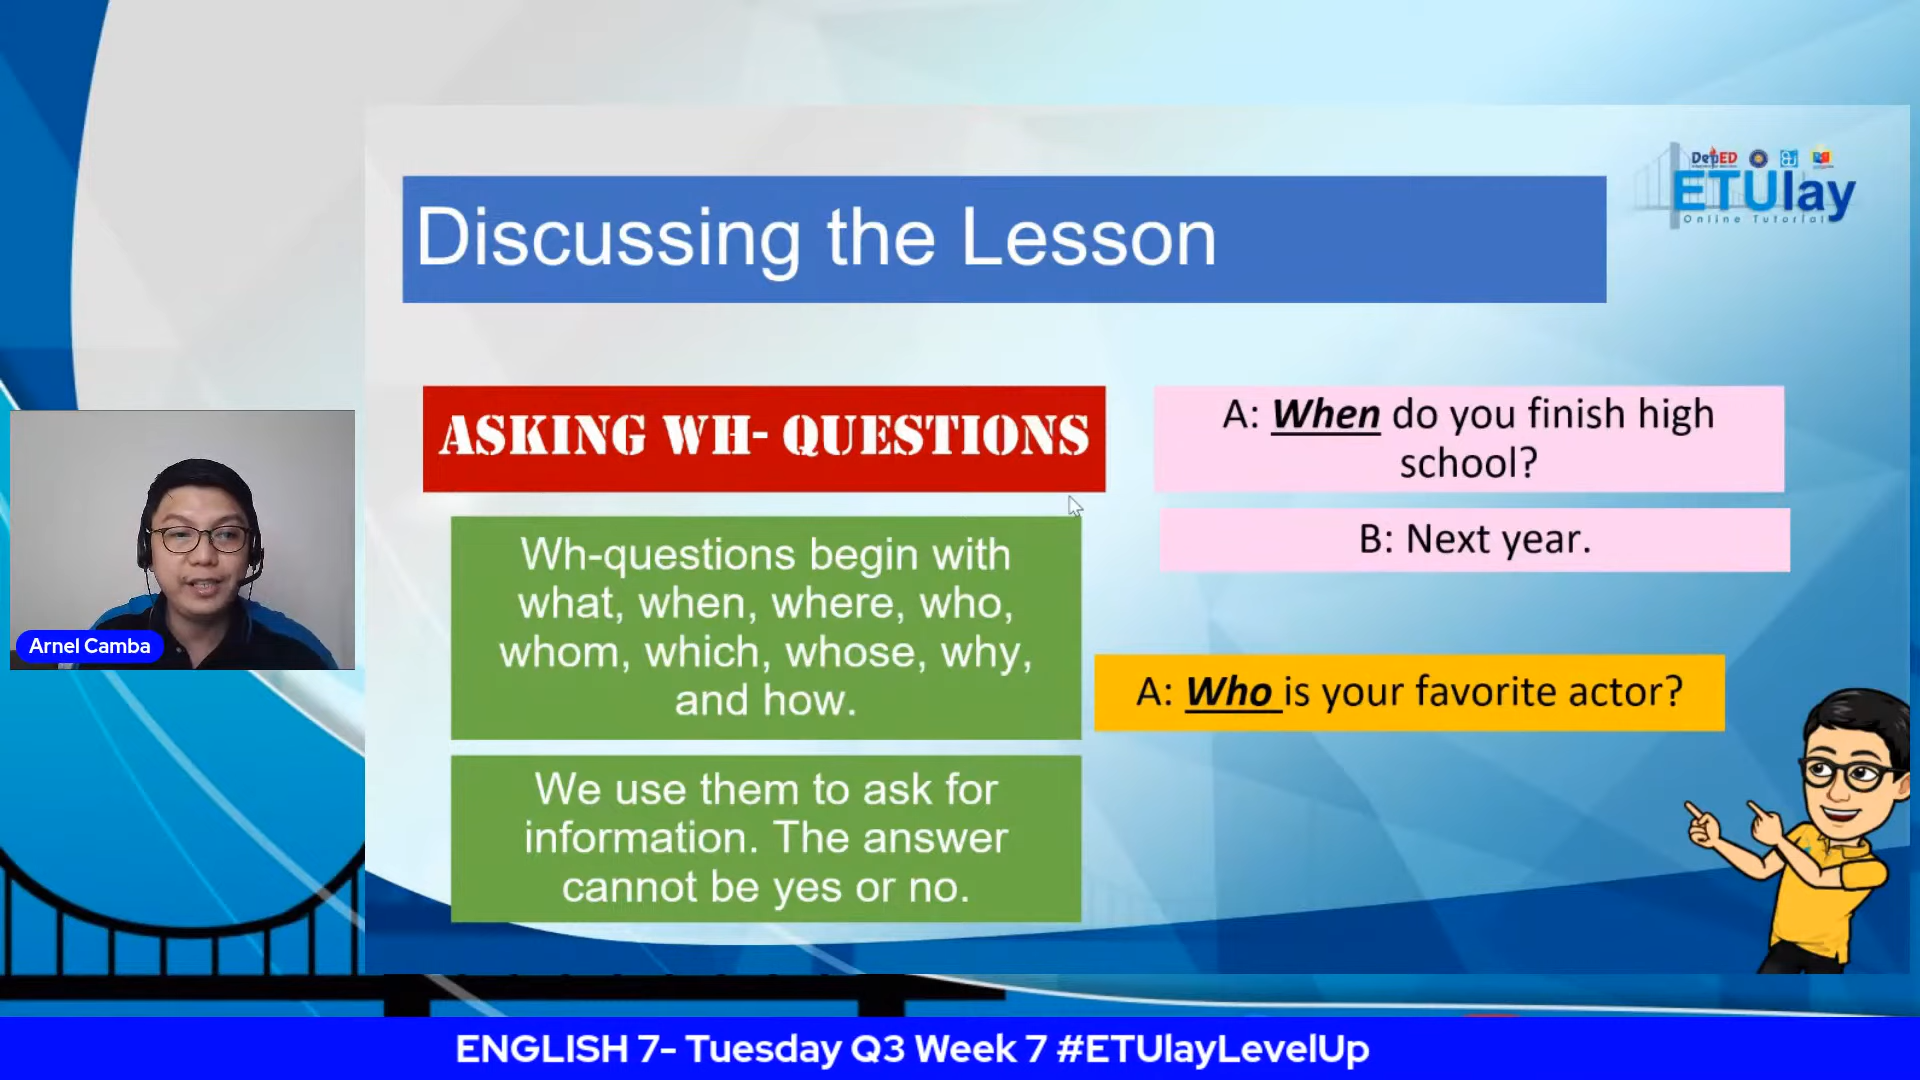 DepED
ETUlay
Online Tutorial
Discussing the Lesson
ASKING WH- QUESTIONS
Wh-questions begin with
what, when, where, who,
whom, which, whose, why,
and how.
We use them to ask for
information. The answer
cannot be yes or no.
A: When do you finish high
school?
B: Next year.
A: Who is your favorite actor?
Arnel Camba
ENGLISH 7- Tuesday Q3 Week 7 #ETUlayLevelUp